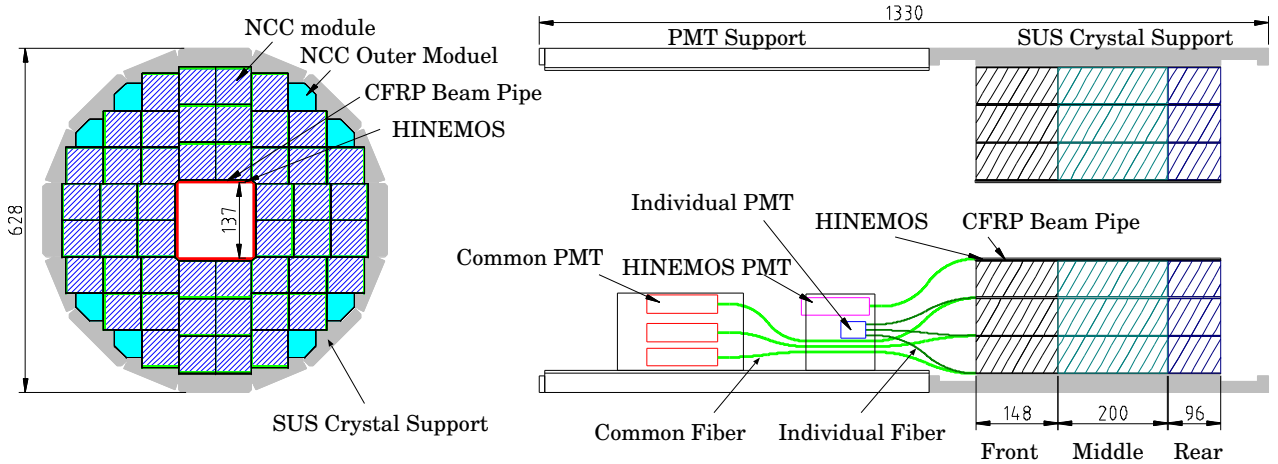 NCC module
NCC Outer Moduel
CFRP Beam Pipe
HINEMOS
628
137
SUS Crystal Support
1330
PMT Support
SUS Crystal Support
Individual PMT
HINEMOS
CFRP Beam Pipe
Common PMT
HINEMOS PMT
Common Fiber
Individual Fiber
148
200
96
Front
Middle
Rear